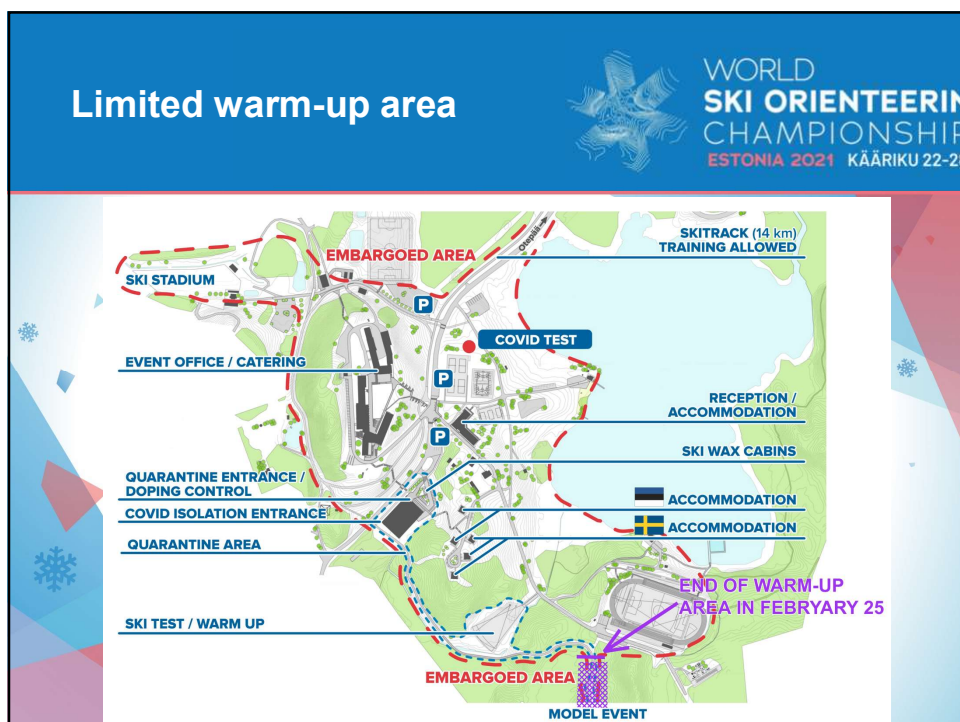 Limited warm-up area
WORLD
SKI ORIENTEERIN
CHAMPIONSHIP
ESTONIA 2021 KÄÄRIKU 22-28
EMBARGOED AREA
Otepää
SKITRACK (14 km)
TRAINING ALLOWED
SKI STADIUM
P
COVID TEST
EVENT OFFICE / CATERING
P
RECEPTION /
ACCOMMODATION
P
SKI WAX CABINS
QUARANTINE ENTRANCE /
DOPING CONTROL
ACCOMMODATION
COVID ISOLATION ENTRANCE
ACCOMMODATION
QUARANTINE AREA
END OF WARM-UP
AREA IN FEBRYARY 25
SKI TEST / WARM UP
EMBARGOED AREA
MODEL EVENT